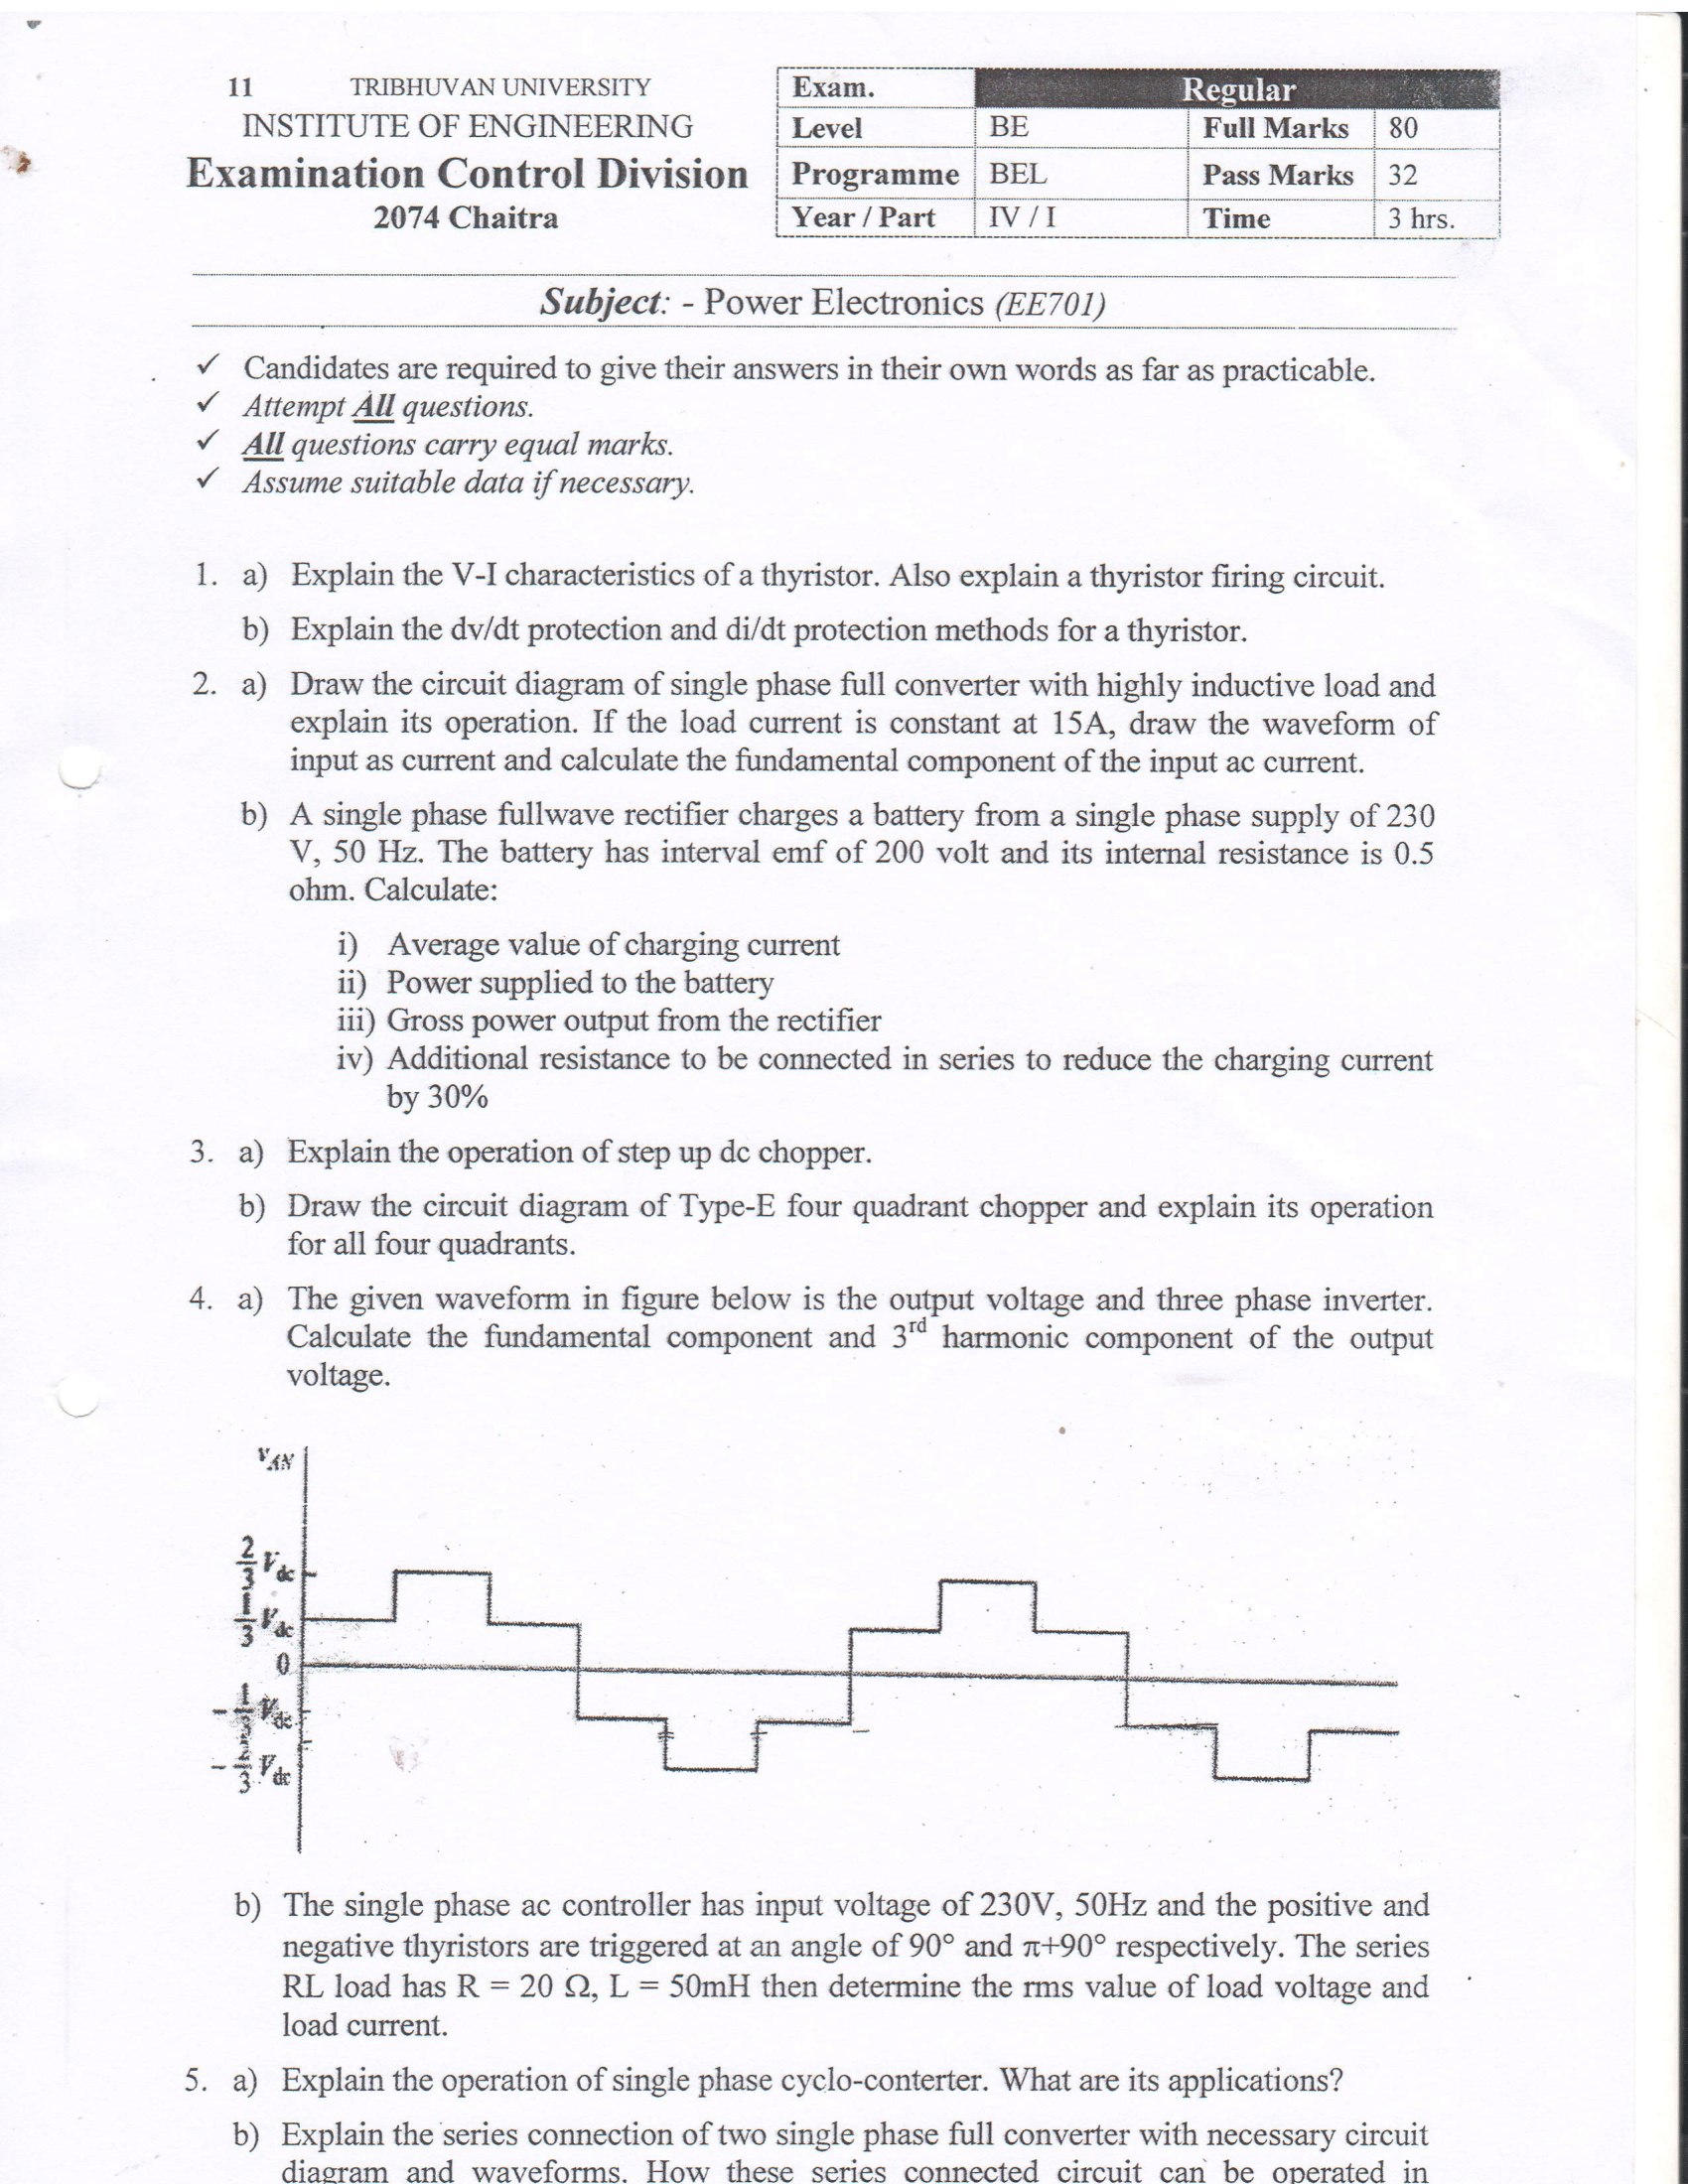 11 TRIBHUVAN UNIVERSITY
INSTITUTE OF ENGINEERING
Examination Control Division
2074 Chaitra
Exam. Regular
Level BE Full Marks 80
Programme BEL Pass Marks 32
Year / Part IV / I Time 3 hrs.
Subject: - Power Electronics (EE701)
✓ Candidates are required to give their answers in their own words as far as practicable.
✓ Attempt All questions.
✓ All questions carry equal marks.
✓ Assume suitable data if necessary.
1. a) Explain the V-I characteristics of a thyristor. Also explain a thyristor firing circuit.
b) Explain the dv/dt protection and di/dt protection methods for a thyristor.
2. a) Draw the circuit diagram of single phase full converter with highly inductive load and
explain its operation. If the load current is constant at 15A, draw the waveform of
input as current and calculate the fundamental component of the input ac current.
b) A single phase fullwave rectifier charges a battery from a single phase supply of 230
V, 50 Hz. The battery has interval emf of 200 volt and its internal resistance is 0.5
ohm. Calculate:
i) Average value of charging current
ii) Power supplied to the battery
iii) Gross power output from the rectifier
iv) Additional resistance to be connected in series to reduce the charging current
by 30%
3. a) Explain the operation of step up dc chopper.
b) Draw the circuit diagram of Type-E four quadrant chopper and explain its operation
for all four quadrants.
4. a) The given waveform in figure below is the output voltage and three phase inverter.
Calculate the fundamental component and 3rd harmonic component of the output
voltage.
vAN
2/3 Vdc
1/3 Vdc
0
-1/3 Vdc
-2/3 Vdc
b) The single phase ac controller has input voltage of 230V, 50Hz and the positive and
negative thyristors are triggered at an angle of 90° and π+90° respectively. The series
RL load has R = 20 Ω, L = 50mH then determine the rms value of load voltage and
load current.
5. a) Explain the operation of single phase cyclo-conterter. What are its applications?
b) Explain the series connection of two single phase full converter with necessary circuit
diagram and waveforms. How these series connected circuit can be operated in